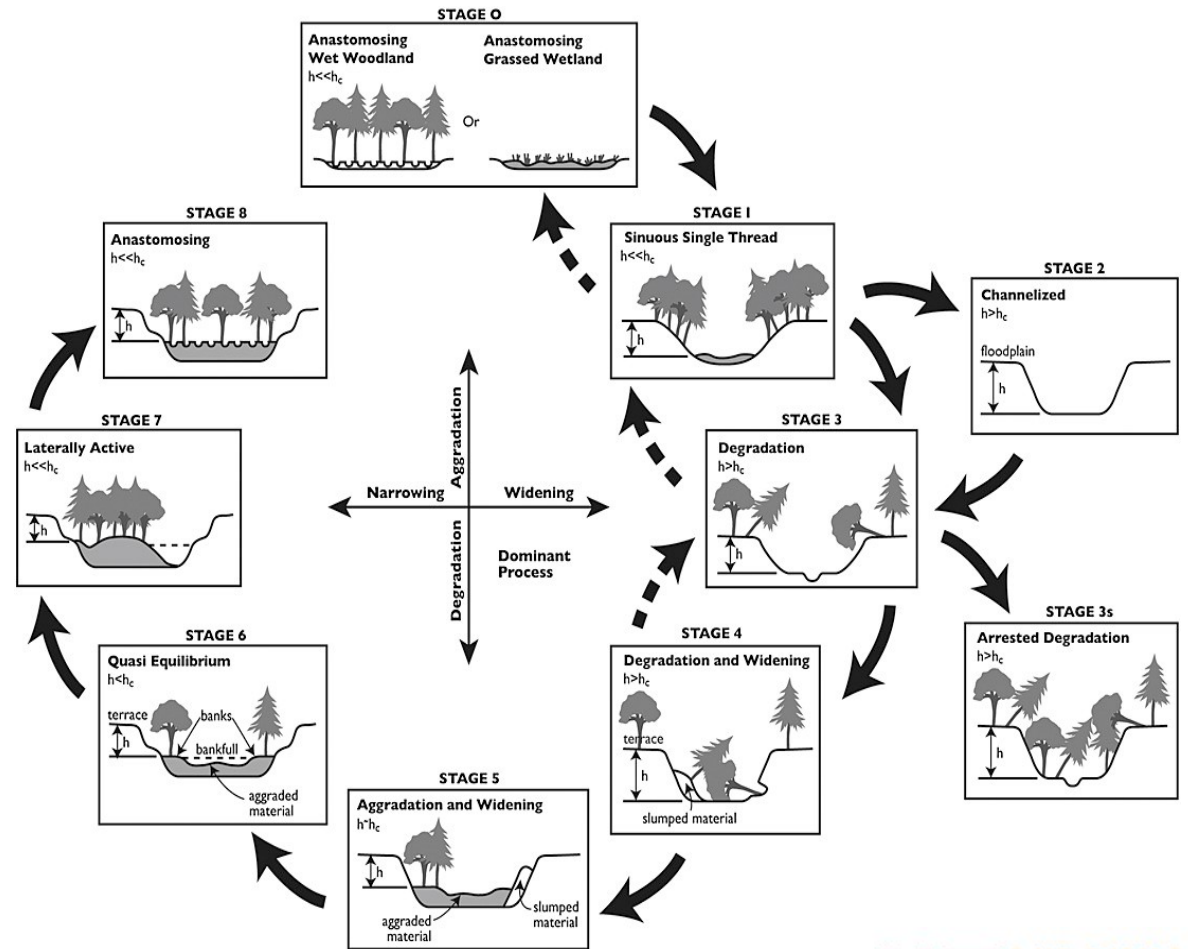 STAGE 0
Anastomosing
Wet Woodland
h<<hc
Or
Anastomosing
Grassed Wetland
STAGE 1
Sinuous Single Thread
h<<hc
h
STAGE 2
Channelized
h>hc
floodplain
h
STAGE 8
Anastomosing
h<<hc
h
STAGE 3
Degradation
h>hc
h
STAGE 7
Laterally Active
h<<hc
h
Aggradation
Narrowing
Widening
Degradation
Dominant
Process
STAGE 3s
Arrested Degradation
h>hc
h
STAGE 4
Degradation and Widening
h>hc
terrace
h
slumped material
STAGE 6
Quasi Equilibrium
h<hc
terrace
banks
h
bankfull
aggraded
material
STAGE 5
Aggradation and Widening
h~hc
h
aggraded
material
slumped
material